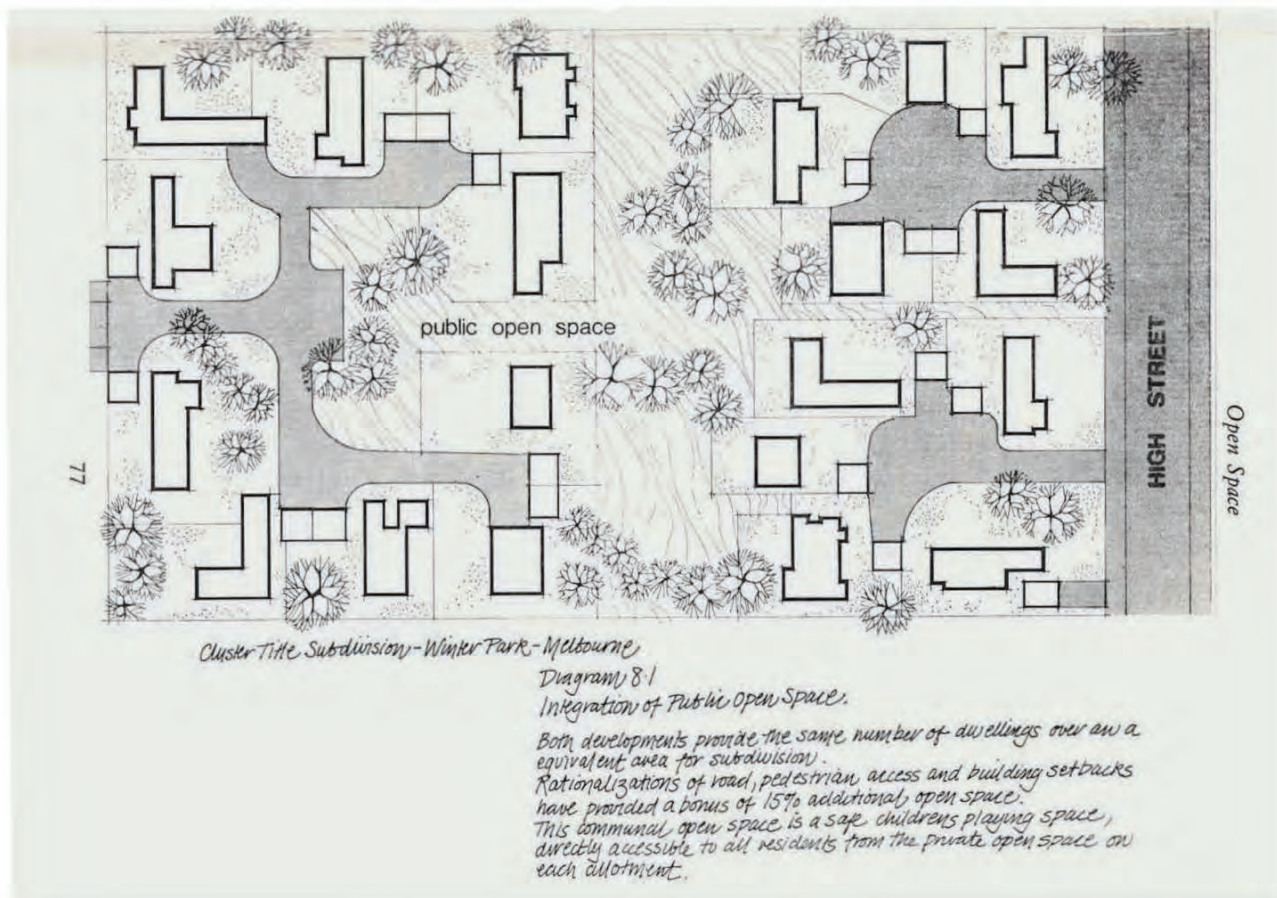 public open space
HIGH STREET
Open Space
77
Cluster Title Subdivision - Winter Park - Melbourne
Diagram 8.1
Integration of Public Open Space.
Both developments provide the same number of dwellings over an a
equivalent area for subdivision.
Rationalizations of road, pedestrian access and building setbacks
have provided a bonus of 15% additional open space.
This communal open space is a safe childrens playing space,
directly accessible to all residents from the private open space on
each allotment.